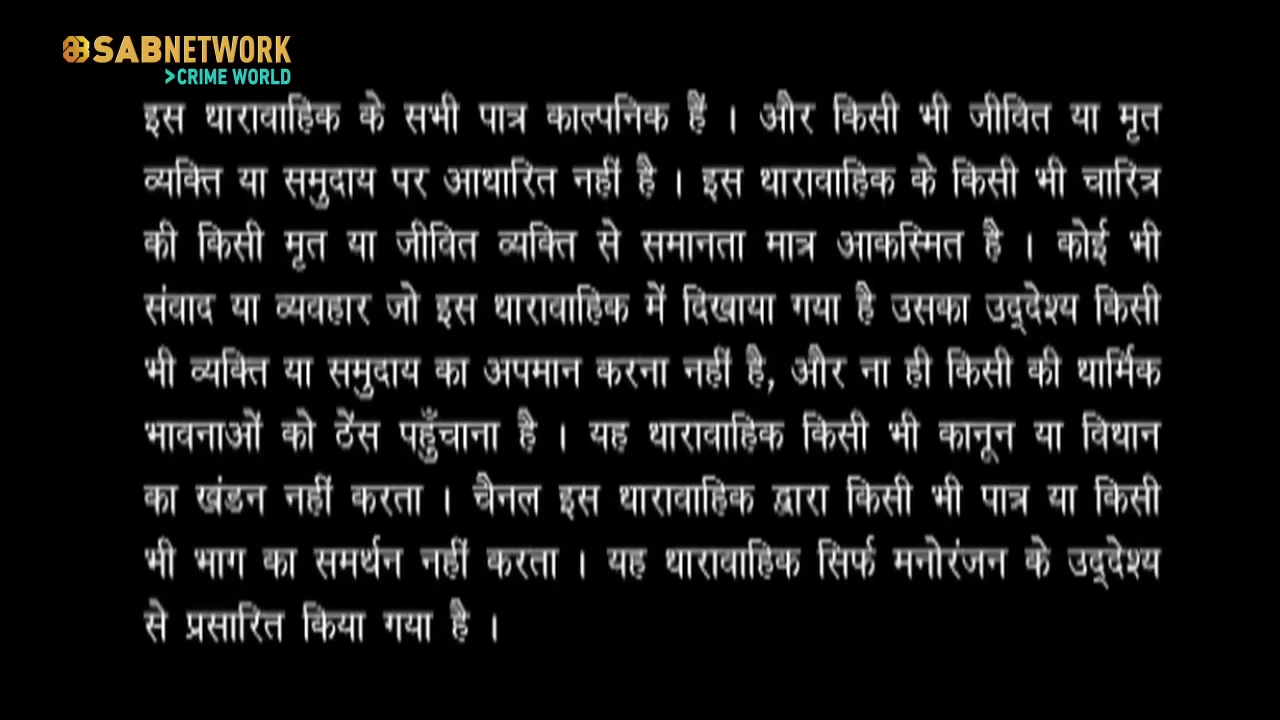 SABNETWORK
>CRIME WORLD
इस धारावाहिक के सभी पात्र काल्पनिक हैं । और किसी भी जीवित या मृत
व्यक्ति या समुदाय पर आधारित नहीं है । इस धारावाहिक के किसी भी चारित्र
की किसी मृत या जीवित व्यक्ति से समानता मात्र आकस्मित है । कोई भी
संवाद या व्यवहार जो इस धारावाहिक में दिखाया गया है उसका उद्देश्य किसी
भी व्यक्ति या समुदाय का अपमान करना नहीं है, और ना ही किसी की धार्मिक
भावनाओं को ठेंस पहुँचाना है । यह धारावाहिक किसी भी कानून या विधान
का खंडन नहीं करता । चैनल इस धारावाहिक द्वारा किसी भी पात्र या किसी
भी भाग का समर्थन नहीं करता । यह धारावाहिक सिर्फ मनोरंजन के उद्देश्य
से प्रसारित किया गया है ।